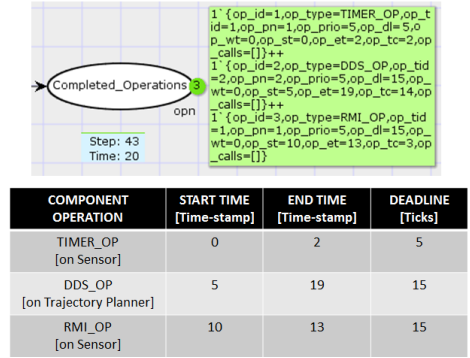 1`{op_id=1,op_type=TIMER_OP,op_t
id=1,op_pn=1,op_prio=5,op_dl=5,o
p_wt=0,op_st=0,op_et=2,op_tc=2,op
_calls=[]}++
1`{op_id=2,op_type=DDS_OP,op_tid
=2,op_pn=2,op_prio=5,op_dl=15,op_
wt=0,op_st=5,op_et=19,op_tc=14,op
_calls=[]}++
1`{op_id=3,op_type=RMI_OP,op_tid
=1,op_pn=1,op_prio=5,op_dl=15,op_
wt=0,op_st=10,op_et=13,op_tc=3,op
_calls=[]}
Completed_Operations 3
opn
Step: 43
Time: 20
COMPONENT OPERATION START TIME [Time-stamp] END TIME [Time-stamp] DEADLINE [Ticks]
TIMER_OP [on Sensor] 0 2 5
DDS_OP [on Trajectory Planner] 5 19 15
RMI_OP [on Sensor] 10 13 15